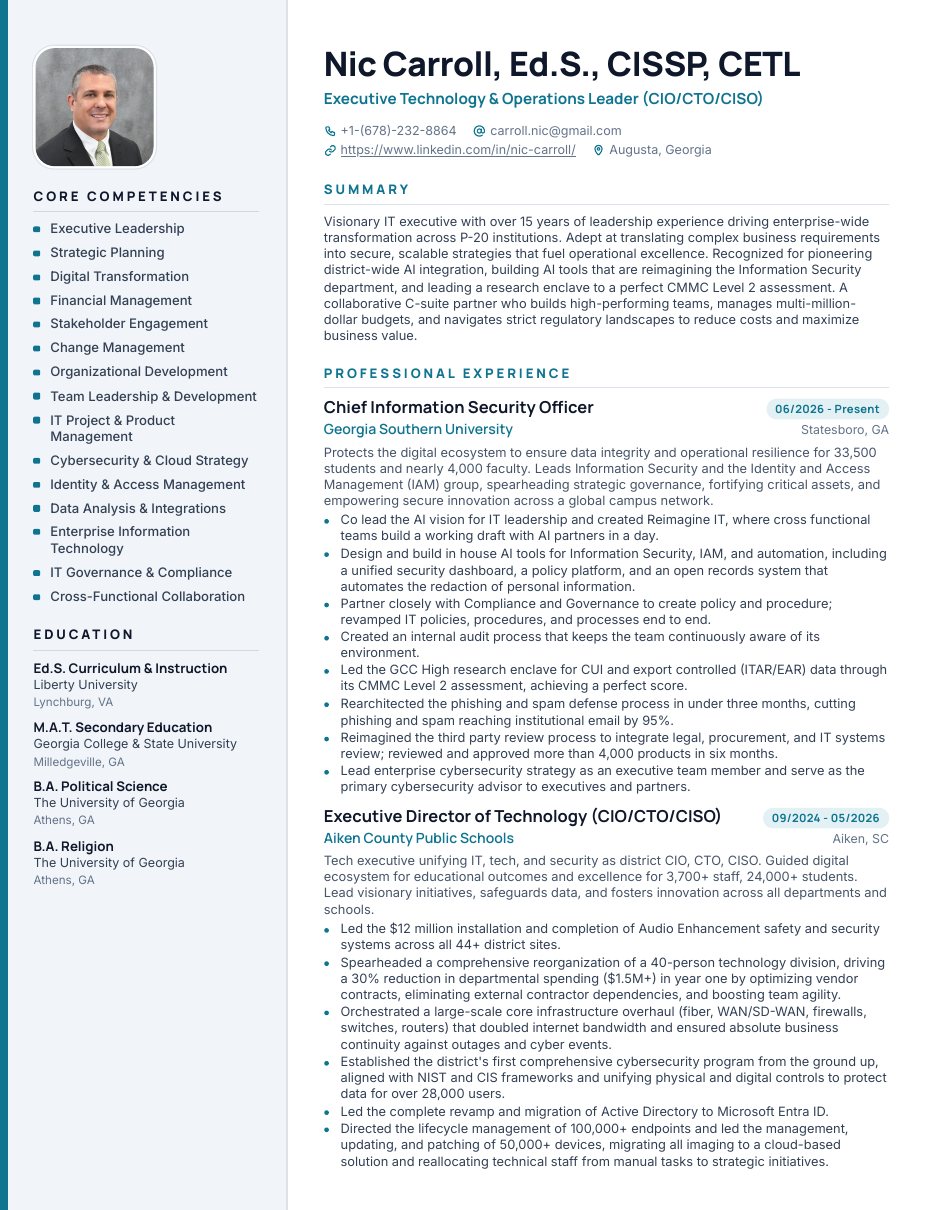 CORE COMPETENCIES
Executive Leadership
Strategic Planning
Digital Transformation
Financial Management
Stakeholder Engagement
Change Management
Organizational Development
Team Leadership & Development
IT Project & Product
Management
Cybersecurity & Cloud Strategy
Identity & Access Management
Data Analysis & Integrations
Enterprise Information
Technology
IT Governance & Compliance
Cross-Functional Collaboration
EDUCATION
Ed.S. Curriculum & Instruction
Liberty University
Lynchburg, VA
M.A.T. Secondary Education
Georgia College & State University
Milledgeville, GA
B.A. Political Science
The University of Georgia
Athens, GA
B.A. Religion
The University of Georgia
Athens, GA
Nic Carroll, Ed.S., CISSP, CETL
Executive Technology & Operations Leader (CIO/CTO/CISO)
+1-(678)-232-8864 carroll.nic@gmail.com
https://www.linkedin.com/in/nic-carroll/ Augusta, Georgia
SUMMARY
Visionary IT executive with over 15 years of leadership experience driving enterprise-wide
transformation across P-20 institutions. Adept at translating complex business requirements
into secure, scalable strategies that fuel operational excellence. Recognized for pioneering
district-wide AI integration, building AI tools that are reimagining the Information Security
department, and leading a research enclave to a perfect CMMC Level 2 assessment. A
collaborative C-suite partner who builds high-performing teams, manages multi-million-
dollar budgets, and navigates strict regulatory landscapes to reduce costs and maximize
business value.
PROFESSIONAL EXPERIENCE
Chief Information Security Officer 06/2026 - Present
Georgia Southern University Statesboro, GA
Protects the digital ecosystem to ensure data integrity and operational resilience for 33,500
students and nearly 4,000 faculty. Leads Information Security and the Identity and Access
Management (IAM) group, spearheading strategic governance, fortifying critical assets, and
empowering secure innovation across a global campus network.
• Co lead the AI vision for IT leadership and created Reimagine IT, where cross functional
teams build a working draft with AI partners in a day.
• Design and build in house AI tools for Information Security, IAM, and automation, including
a unified security dashboard, a policy platform, and an open records system that
automates the redaction of personal information.
• Partner closely with Compliance and Governance to create policy and procedure;
revamped IT policies, procedures, and processes end to end.
• Created an internal audit process that keeps the team continuously aware of its
environment.
• Led the GCC High research enclave for CUI and export controlled (ITAR/EAR) data through
its CMMC Level 2 assessment, achieving a perfect score.
• Rearchitected the phishing and spam defense process in under three months, cutting
phishing and spam reaching institutional email by 95%.
• Reimagined the third party review process to integrate legal, procurement, and IT systems
review; reviewed and approved more than 4,000 products in six months.
• Lead enterprise cybersecurity strategy as an executive team member and serve as the
primary cybersecurity advisor to executives and partners.
Executive Director of Technology (CIO/CTO/CISO) 09/2024 - 05/2026
Aiken County Public Schools Aiken, SC
Tech executive unifying IT, tech, and security as district CIO, CTO, CISO. Guided digital
ecosystem for educational outcomes and excellence for 3,700+ staff, 24,000+ students.
Lead visionary initiatives, safeguards data, and fosters innovation across all departments and
schools.
• Led the $12 million installation and completion of Audio Enhancement safety and security
systems across all 44+ district sites.
• Spearheaded a comprehensive reorganization of a 40-person technology division, driving
a 30% reduction in departmental spending ($1.5M+) in year one by optimizing vendor
contracts, eliminating external contractor dependencies, and boosting team agility.
• Orchestrated a large-scale core infrastructure overhaul (fiber, WAN/SD-WAN, firewalls,
switches, routers) that doubled internet bandwidth and ensured absolute business
continuity against outages and cyber events.
• Established the district's first comprehensive cybersecurity program from the ground up,
aligned with NIST and CIS frameworks and unifying physical and digital controls to protect
data for over 28,000 users.
• Led the complete revamp and migration of Active Directory to Microsoft Entra ID.
• Directed the lifecycle management of 100,000+ endpoints and led the management,
updating, and patching of 50,000+ devices, migrating all imaging to a cloud-based
solution and reallocating technical staff from manual tasks to strategic initiatives.